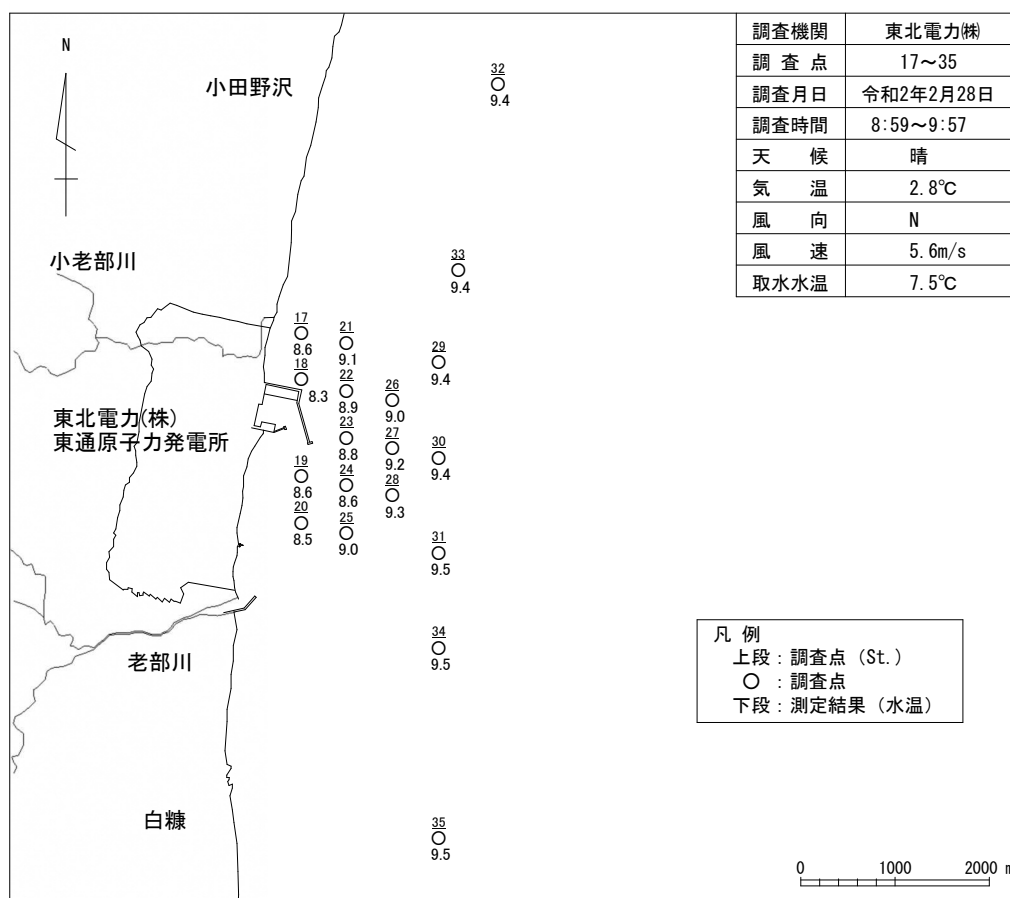 N
小田野沢
32
9.4
調査機関 東北電力㈱
調 査 点 17～35
調査月日 令和2年2月28日
調査時間 8:59～9:57
天 候 晴
気 温 2.8℃
風 向 N
風 速 5.6m/s
取水水温 7.5℃
小老部川
33
9.4
17
8.6
21
9.1
18
8.3
29
9.4
22
8.9
26
9.0
東北電力(株)
東通原子力発電所
23
8.8
27
9.2
30
9.4
19
8.6
24
8.6
28
9.3
20
8.5
25
9.0
31
9.5
老部川
34
9.5
凡 例
上段：調査点（St.）
○ ：調査点
下段：測定結果（水温）
白糠
35
9.5
0 1000 2000 m